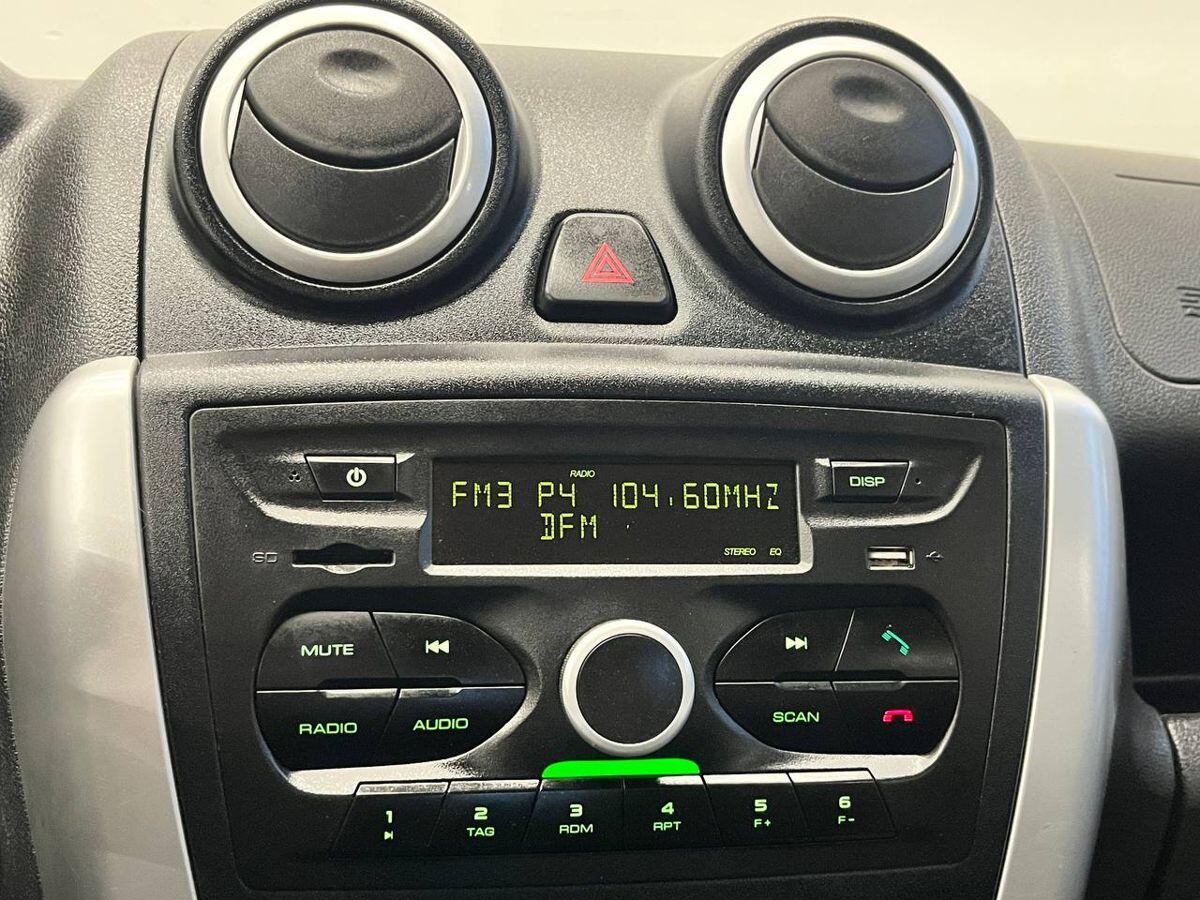 RADIO
FM3 P4 104.60MHZ
DFM
STEREO EQ
DISP
SD
MUTE
RADIO
AUDIO
SCAN
1
2 TAG
3 RDM
4 RPT
5 F+
6 F-